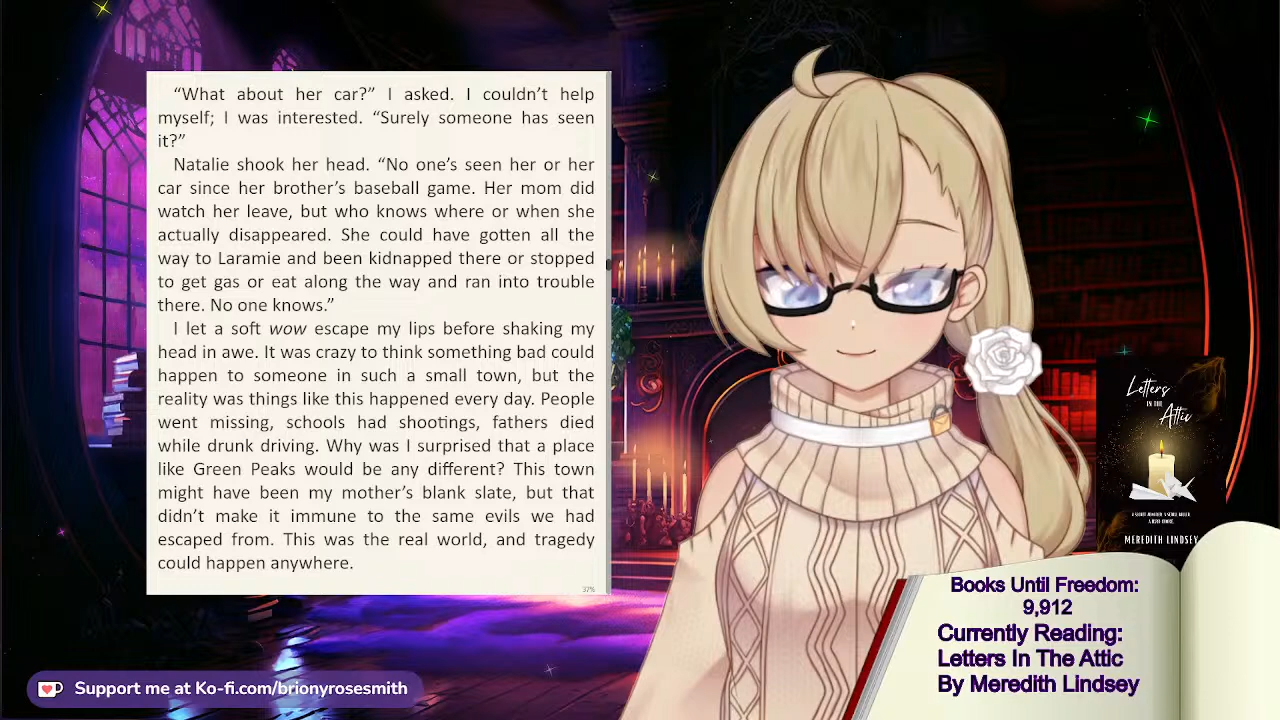 “What about her car?” I asked. I couldn’t help
myself; I was interested. “Surely someone has seen
it?”
Natalie shook her head. “No one’s seen her or her
car since her brother’s baseball game. Her mom did
watch her leave, but who knows where or when she
actually disappeared. She could have gotten all the
way to Laramie and been kidnapped there or stopped
to get gas or eat along the way and ran into trouble
there. No one knows.”
I let a soft wow escape my lips before shaking my
head in awe. It was crazy to think something bad could
happen to someone in such a small town, but the
reality was things like this happened every day. People
went missing, schools had shootings, fathers died
while drunk driving. Why was I surprised that a place
like Green Peaks would be any different? This town
might have been my mother’s blank slate, but that
didn’t make it immune to the same evils we had
escaped from. This was the real world, and tragedy
could happen anywhere.
37%
Letters
IN THE
Attic
MEREDITH LINDSEY
Books Until Freedom:
9,912
Currently Reading:
Letters In The Attic
By Meredith Lindsey
Support me at Ko-fi.com/brionyrosesmith